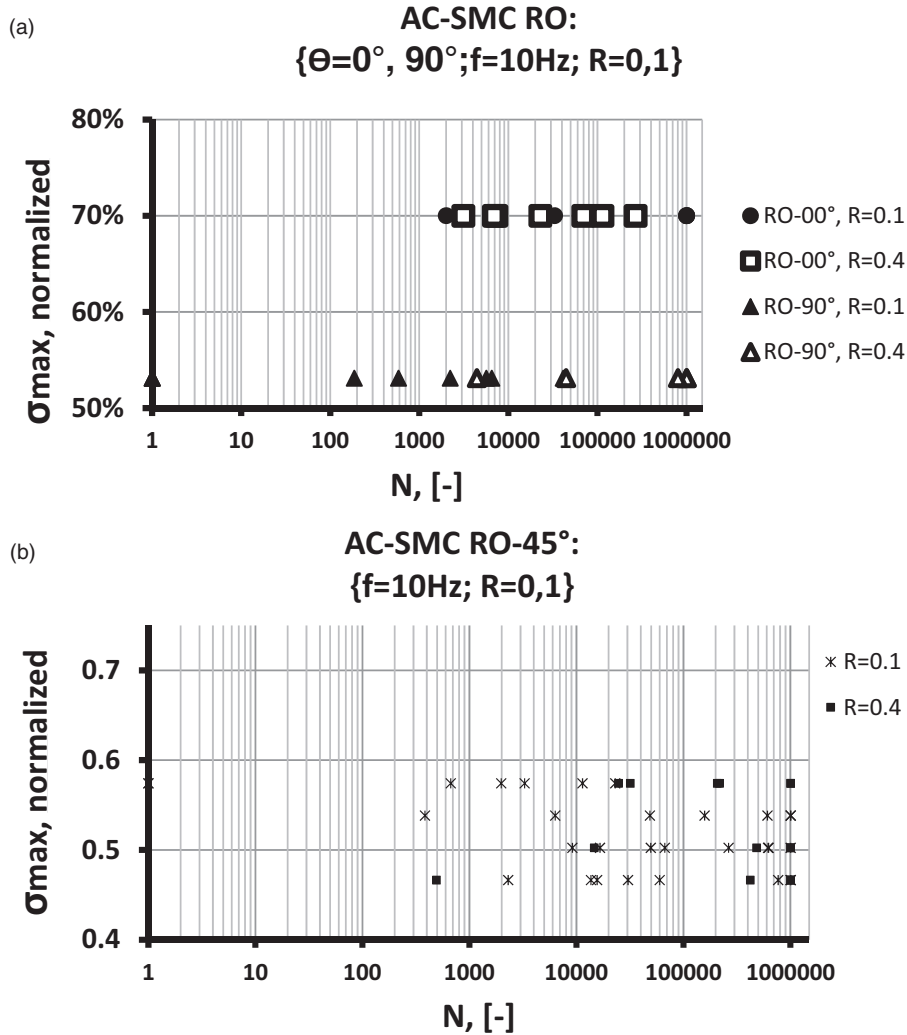 (a)
AC-SMC RO:
{Θ=0°, 90°;f=10Hz; R=0,1}
σmax, normalized
80%
70%
60%
50%
1 10 100 1000 10000 100000 1000000
N, [-]
RO-00°, R=0.1
RO-00°, R=0.4
RO-90°, R=0.1
RO-90°, R=0.4
(b)
AC-SMC RO-45°:
{f=10Hz; R=0,1}
σmax, normalized
0.7
0.6
0.5
0.4
1 10 100 1000 10000 100000 1000000
N, [-]
R=0.1
R=0.4